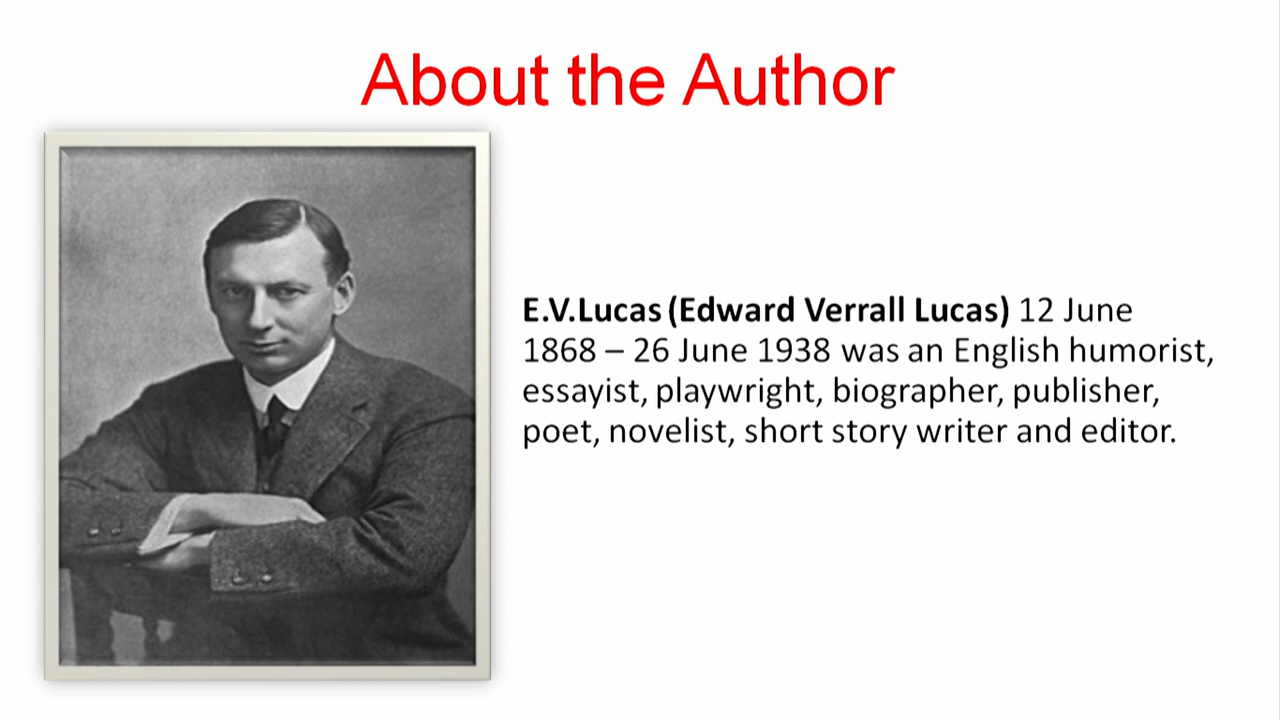 About the Author
E.V.Lucas (Edward Verrall Lucas) 12 June
1868 – 26 June 1938 was an English humorist,
essayist, playwright, biographer, publisher,
poet, novelist, short story writer and editor.